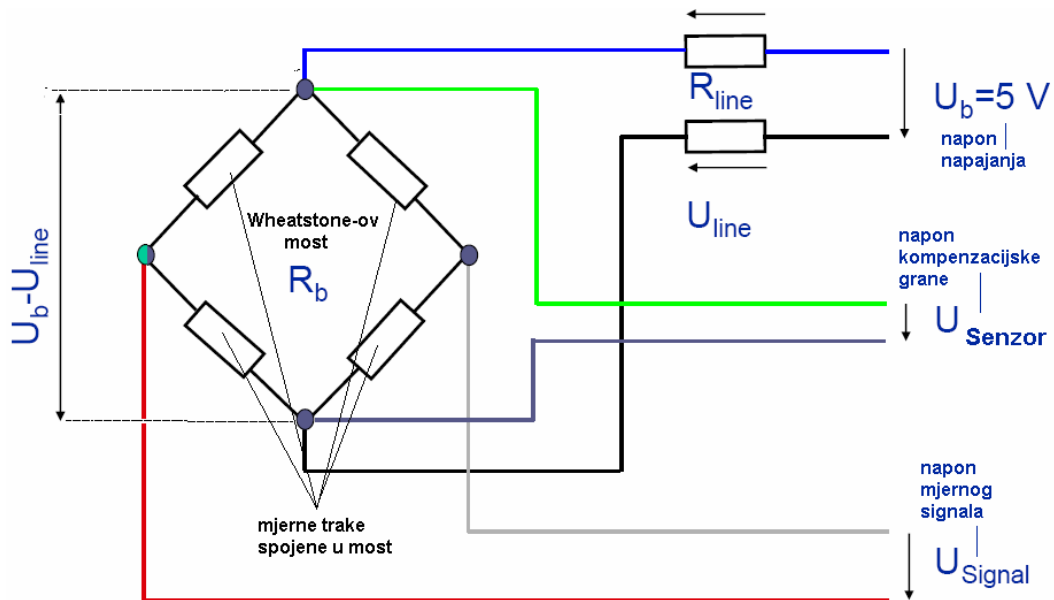 R_line
U_b=5 V
napon
napajanja
U_line
Wheatstone-ov
most
R_b
U_b-U_line
napon
kompenzacijske
grane
U_Senzor
mjerne trake
spojene u most
napon
mjernog
signala
U_Signal